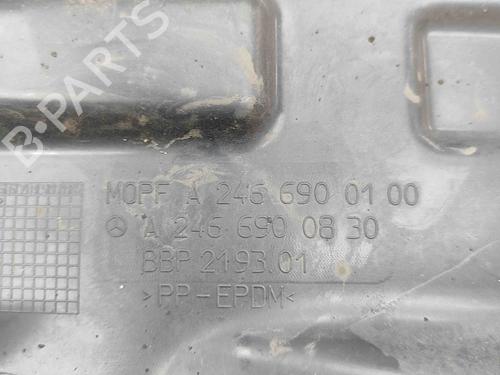 B-PARTS
MOPF A 246 690 01 00
A 246 690 08 30
BBP 2193 01
>PP-EPDM<